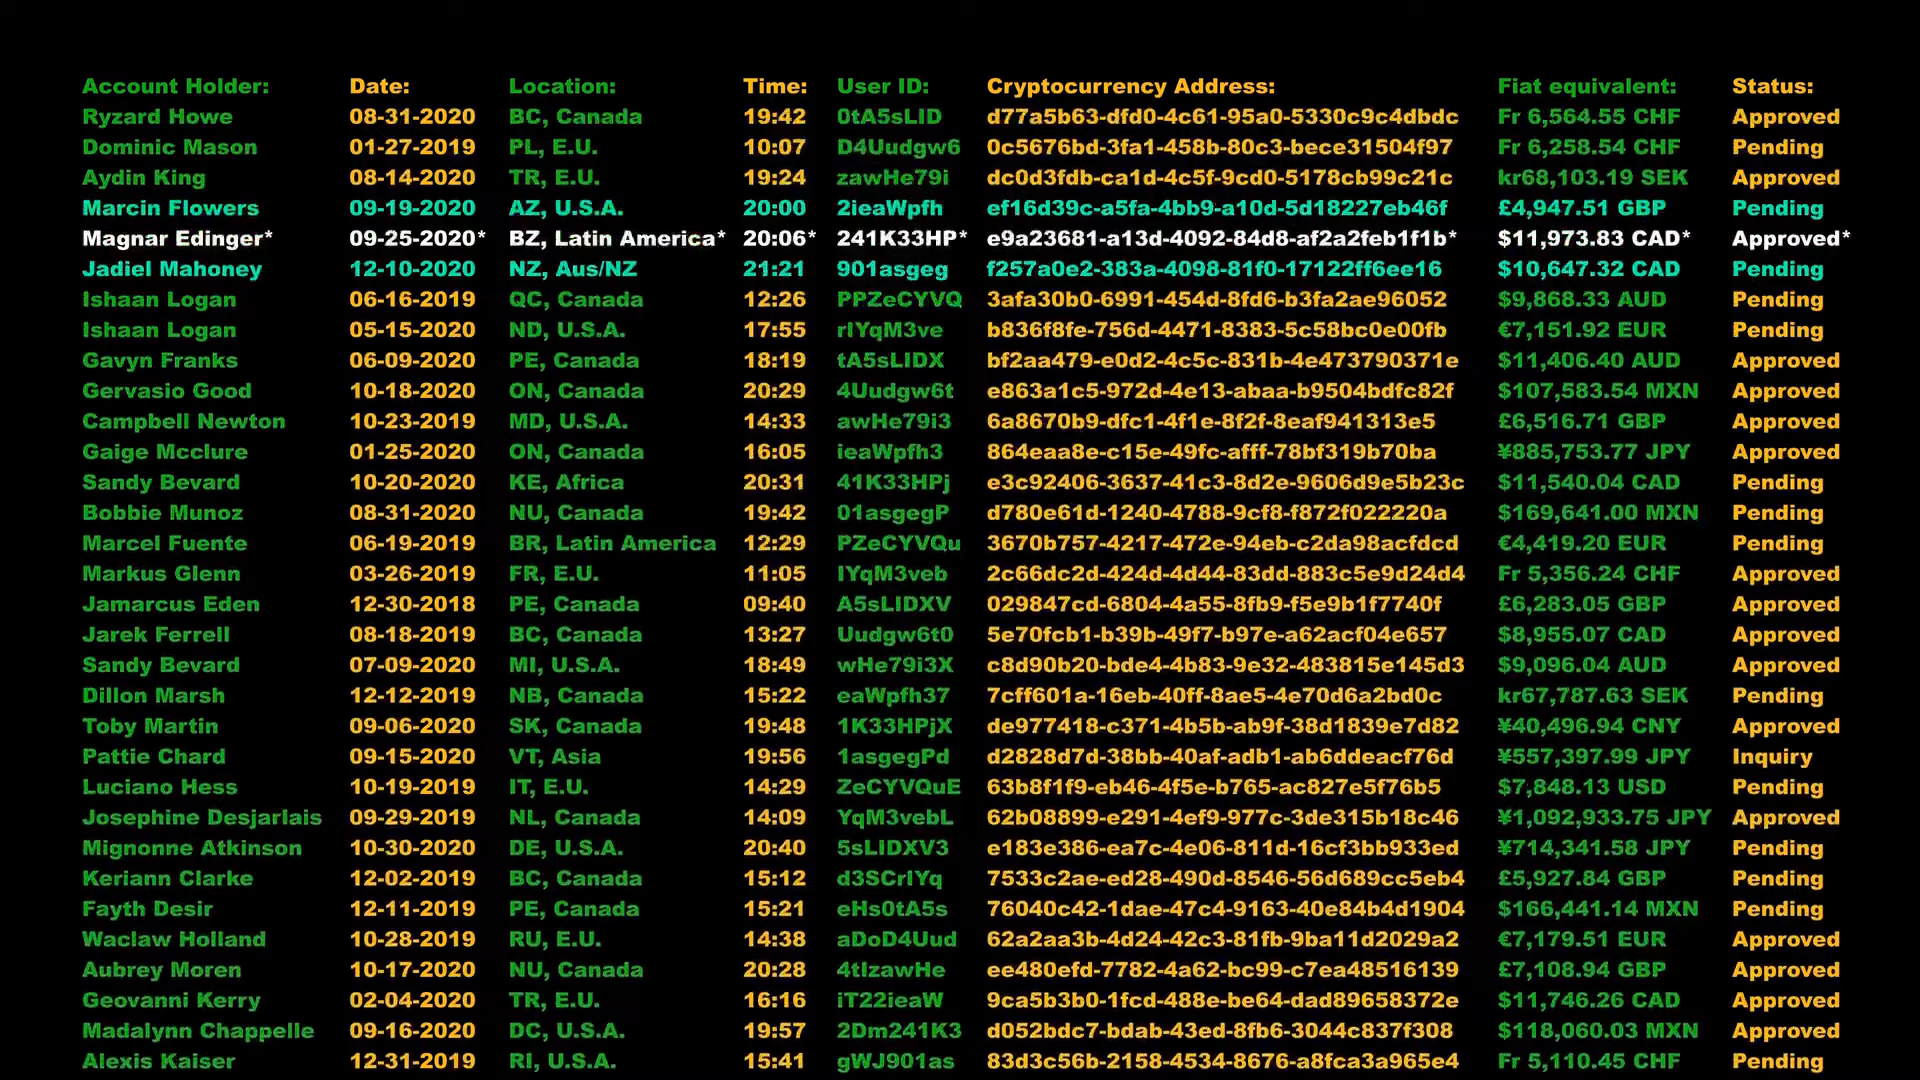 Account Holder: Date: Location: Time: User ID: Cryptocurrency Address: Fiat equivalent: Status:
Ryzard Howe 08-31-2020 BC, Canada 19:42 0tA5sLID d77a5b63-dfd0-4c61-95a0-5330c9c4dbdc Fr 6,564.55 CHF Approved
Dominic Mason 01-27-2019 PL, E.U. 10:07 D4Uudgw6 0c5676bd-3fa1-458b-80c3-bece31504f97 Fr 6,258.54 CHF Pending
Aydin King 08-14-2020 TR, E.U. 19:24 zawHe79i dc0d3fdb-ca1d-4c5f-9cd0-5178cb99c21c kr68,103.19 SEK Approved
Marcin Flowers 09-19-2020 AZ, U.S.A. 20:00 2ieaWpfh ef16d39c-a5fa-4bb9-a10d-5d18227eb46f £4,947.51 GBP Pending
Magnar Edinger* 09-25-2020* BZ, Latin America* 20:06* 241K33HP* e9a23681-a13d-4092-84d8-af2a2feb1f1b* $11,973.83 CAD* Approved*
Jadiel Mahoney 12-10-2020 NZ, Aus/NZ 21:21 901asgeg f257a0e2-383a-4098-81f0-17122ff6ee16 $10,647.32 CAD Pending
Ishaan Logan 06-16-2019 QC, Canada 12:26 PPZeCYVQ 3afa30b0-6991-454d-8fd6-b3fa2ae96052 $9,868.33 AUD Pending
Ishaan Logan 05-15-2020 ND, U.S.A. 17:55 rIYqM3ve b836f8fe-756d-4471-8383-5c58bc0e00fb €7,151.92 EUR Pending
Gavyn Franks 06-09-2020 PE, Canada 18:19 tA5sLIDX bf2aa479-e0d2-4c5c-831b-4e473790371e $11,406.40 AUD Approved
Gervasio Good 10-18-2020 ON, Canada 20:29 4Uudgw6t e863a1c5-972d-4e13-abaa-b9504bdfc82f $107,583.54 MXN Approved
Campbell Newton 10-23-2019 MD, U.S.A. 14:33 awHe79i3 6a8670b9-dfc1-4f1e-8f2f-8eaf941313e5 £6,516.71 GBP Approved
Gaige Mcclure 01-25-2020 ON, Canada 16:05 ieaWpfh3 864eaa8e-c15e-49fc-afff-78bf319b70ba ¥885,753.77 JPY Approved
Sandy Bevard 10-20-2020 KE, Africa 20:31 41K33HPj e3c92406-3637-41c3-8d2e-9606d9e5b23c $11,540.04 CAD Pending
Bobbie Munoz 08-31-2020 NU, Canada 19:42 01asgegP d780e61d-1240-4788-9cf8-f872f022220a $169,641.00 MXN Pending
Marcel Fuente 06-19-2019 BR, Latin America 12:29 PZeCYVQu 3670b757-4217-472e-94eb-c2da98acfdcd €4,419.20 EUR Pending
Markus Glenn 03-26-2019 FR, E.U. 11:05 IYqM3veb 2c66dc2d-424d-4d44-83dd-883c5e9d24d4 Fr 5,356.24 CHF Approved
Jamarcus Eden 12-30-2018 PE, Canada 09:40 A5sLIDXV 029847cd-6804-4a55-8fb9-f5e9b1f7740f £6,283.05 GBP Approved
Jarek Ferrell 08-18-2019 BC, Canada 13:27 Uudgw6t0 5e70fcb1-b39b-49f7-b97e-a62acf04e657 $8,955.07 CAD Approved
Sandy Bevard 07-09-2020 MI, U.S.A. 18:49 wHe79i3X c8d90b20-bde4-4b83-9e32-483815e145d3 $9,096.04 AUD Approved
Dillon Marsh 12-12-2019 NB, Canada 15:22 eaWpfh37 7cff601a-16eb-40ff-8ae5-4e70d6a2bd0c kr67,787.63 SEK Pending
Toby Martin 09-06-2020 SK, Canada 19:48 1K33HPjX de977418-c371-4b5b-ab9f-38d1839e7d82 ¥40,496.94 CNY Approved
Pattie Chard 09-15-2020 VT, Asia 19:56 1asgegPd d2828d7d-38bb-40af-adb1-ab6ddeacf76d ¥557,397.99 JPY Inquiry
Luciano Hess 10-19-2019 IT, E.U. 14:29 ZeCYVQuE 63b8f1f9-eb46-4f5e-b765-ac827e5f76b5 $7,848.13 USD Pending
Josephine Desjarlais 09-29-2019 NL, Canada 14:09 YqM3vebL 62b08899-e291-4ef9-977c-3de315b18c46 ¥1,092,933.75 JPY Approved
Mignonne Atkinson 10-30-2020 DE, U.S.A. 20:40 5sLIDXV3 e183e386-ea7c-4e06-811d-16cf3bb933ed ¥714,341.58 JPY Pending
Keriann Clarke 12-02-2019 BC, Canada 15:12 d3SCrIYq 7533c2ae-ed28-490d-8546-56d689cc5eb4 £5,927.84 GBP Pending
Fayth Desir 12-11-2019 PE, Canada 15:21 eHs0tA5s 76040c42-1dae-47c4-9163-40e84b4d1904 $166,441.14 MXN Pending
Waclaw Holland 10-28-2019 RU, E.U. 14:38 aDoD4Uud 62a2aa3b-4d24-42c3-81fb-9ba11d2029a2 €7,179.51 EUR Approved
Aubrey Moren 10-17-2020 NU, Canada 20:28 4tIzawHe ee480efd-7782-4a62-bc99-c7ea48516139 £7,108.94 GBP Approved
Geovanni Kerry 02-04-2020 TR, E.U. 16:16 iT22ieaW 9ca5b3b0-1fcd-488e-be64-dad89658372e $11,746.26 CAD Approved
Madalynn Chappelle 09-16-2020 DC, U.S.A. 19:57 2Dm241K3 d052bdc7-bdab-43ed-8fb6-3044c837f308 $118,060.03 MXN Approved
Alexis Kaiser 12-31-2019 RI, U.S.A. 15:41 gWJ901as 83d3c56b-2158-4534-8676-a8fca3a965e4 Fr 5,110.45 CHF Pending